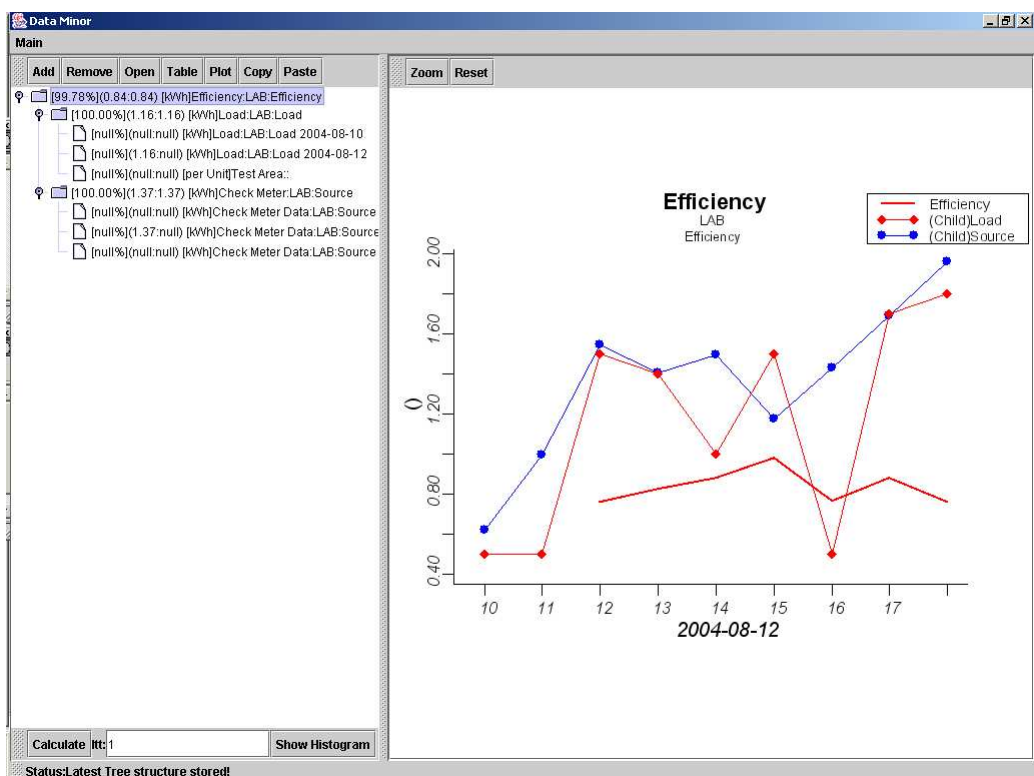 Data Minor
Main
Add Remove Open Table Plot Copy Paste
Zoom Reset
[99.78%](0.84:0.84) [kWh]Efficiency:LAB:Efficiency
[100.00%](1.16:1.16) [kWh]Load:LAB:Load
[null%](null:null) [kWh]Load:LAB:Load 2004-08-10
[null%](1.16:null) [kWh]Load:LAB:Load 2004-08-12
[null%](null:null) [per Unit]Test Area::
[100.00%](1.37:1.37) [kWh]Check Meter:LAB:Source
[null%](null:null) [kWh]Check Meter Data:LAB:Source
[null%](1.37:null) [kWh]Check Meter Data:LAB:Source
[null%](null:null) [kWh]Check Meter Data:LAB:Source
Efficiency
LAB
Efficiency
Efficiency
(Child)Load
(Child)Source
2.00
1.60
1.20
0.80
0.40
()
10 11 12 13 14 15 16 17
2004-08-12
Calculate Itt: 1 Show Histogram
Status:Latest Tree structure stored!